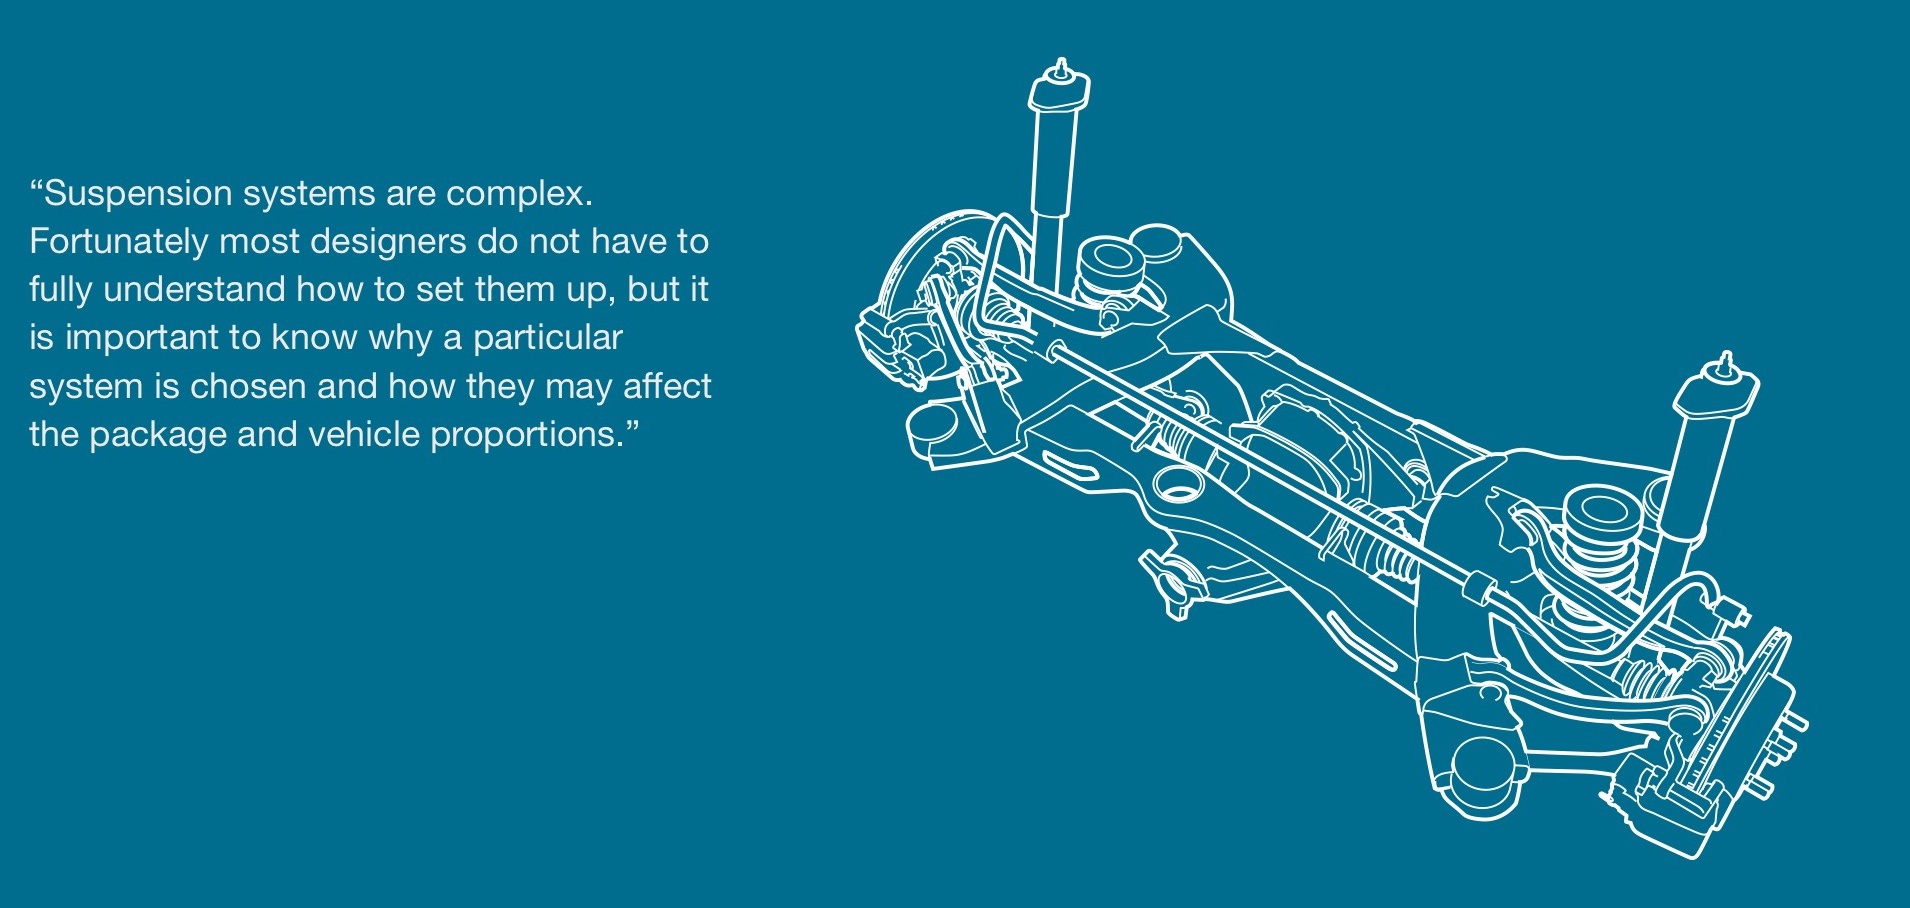 “Suspension systems are complex.
Fortunately most designers do not have to
fully understand how to set them up, but it
is important to know why a particular
system is chosen and how they may affect
the package and vehicle proportions.”